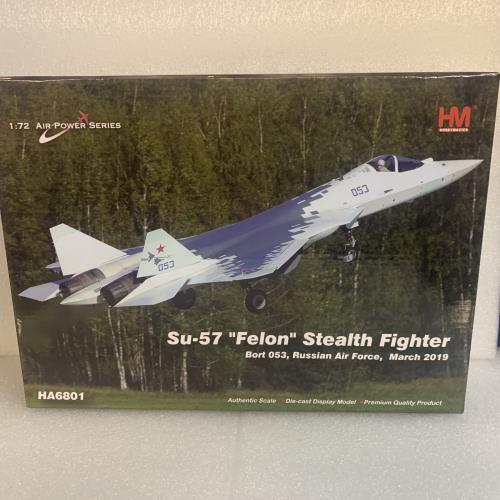 1:72 AIR POWER SERIES
HM
HOBBYMASTER
053
053
Su-57 "Felon" Stealth Fighter
Bort 053, Russian Air Force, March 2019
HA6801
Authentic Scale Die-cast Display Model Premium Quality Product